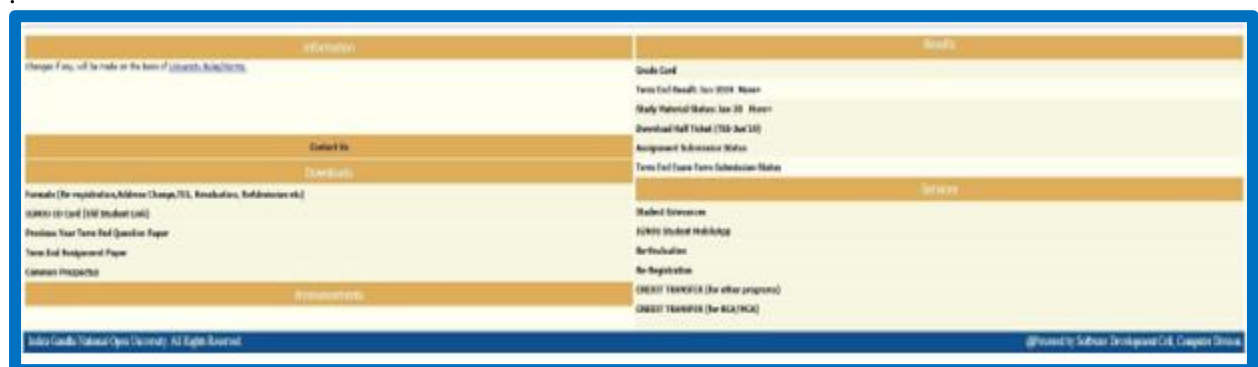 Information
Changes if any, will be made on the basis of University Rules/Norms.
Contact Us
Downloads
Formats (Re-registration,Address Change,TEE, Revaluation, ReAdmission etc)
IGNOU ID Card (Old Student Link)
Previous Year Term End Question Paper
Term End Assignment Paper
Common Prospectus
Announcements
Results
Grade Card
Term End Result: Jun 2019 More+
Study Material Status: Jan 20 More+
Download Hall Ticket (TEE-Jun'19)
Assignment Submission Status
Term End Exam Form Submission Status
Services
Student Grievances
IGNOU Student MobileApp
Re-Evaluation
Re-Registration
CREDIT TRANSFER (for other programs)
CREDIT TRANSFER (for BCA/MCA)
Indira Gandhi National Open University. All Rights Reserved.
@Powered by Software Development Cell, Computer Division